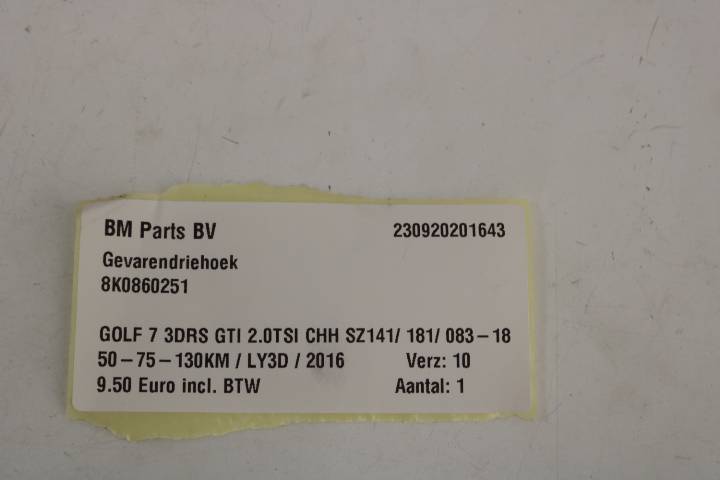 BM Parts BV 230920201643
Gevarendriehoek
8K0860251
GOLF 7 3DRS GTI 2.0TSI CHH SZ141/ 181/ 083-18
50-75-130KM / LY3D / 2016 Verz: 10
9.50 Euro incl. BTW Aantal: 1